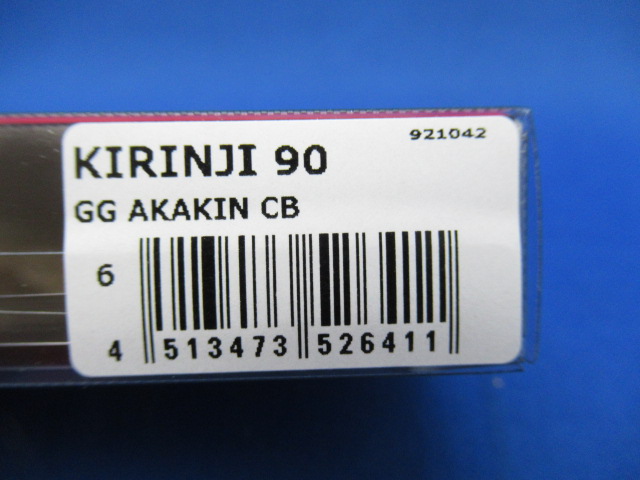 921042
KIRINJI 90
GG AKAKIN CB
6
4 513473 526411